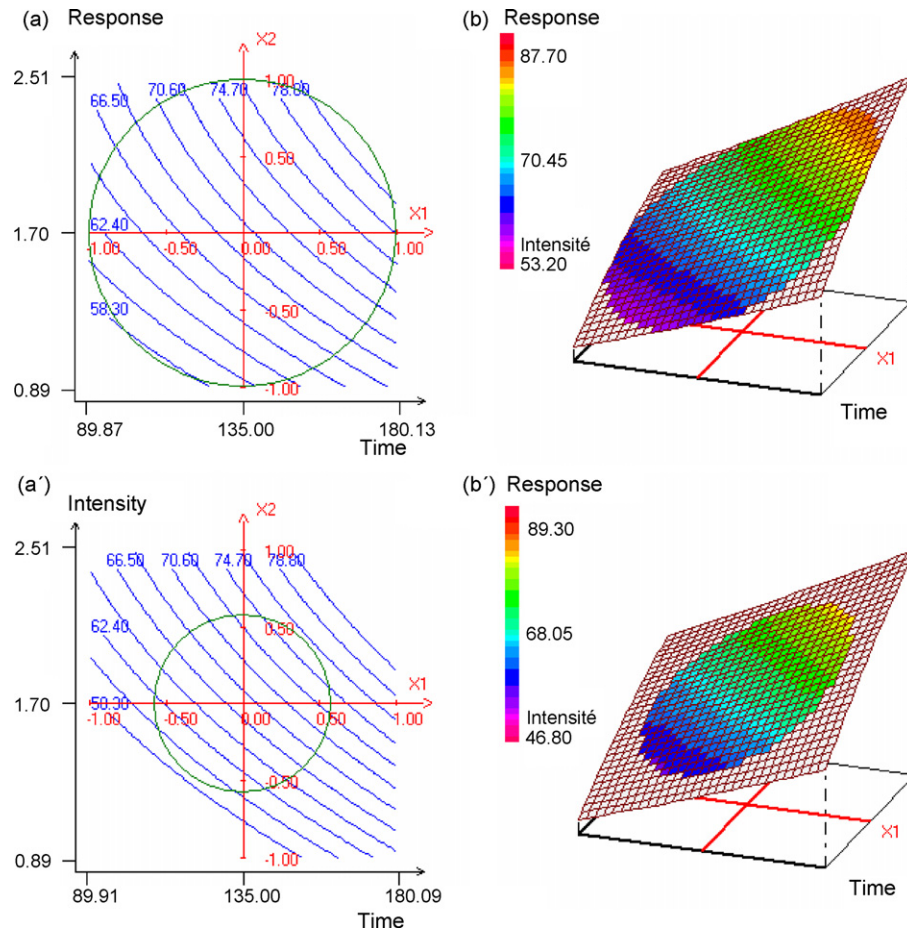 (a) Response
X2
2.51
1.00
66.50 70.60 74.70 78.80
0.50
X1
1.70
62.40
-1.00 -0.50 0.00 0.50 1.00
58.30
-0.50
0.89
-1.00
89.87 135.00 180.13
Time
(b) Response
87.70
70.45
Intensité
53.20
X1
Time
(a´) Intensity
X2
2.51
1.00
66.50 70.60 74.70 78.80
62.40
0.50
X1
1.70
50.30
-1.00 -0.50 0.00 0.50 1.00
-0.50
0.89
-1.00
89.91 135.00 180.09
Time
(b´) Response
89.30
68.05
Intensité
46.80
X1
Time